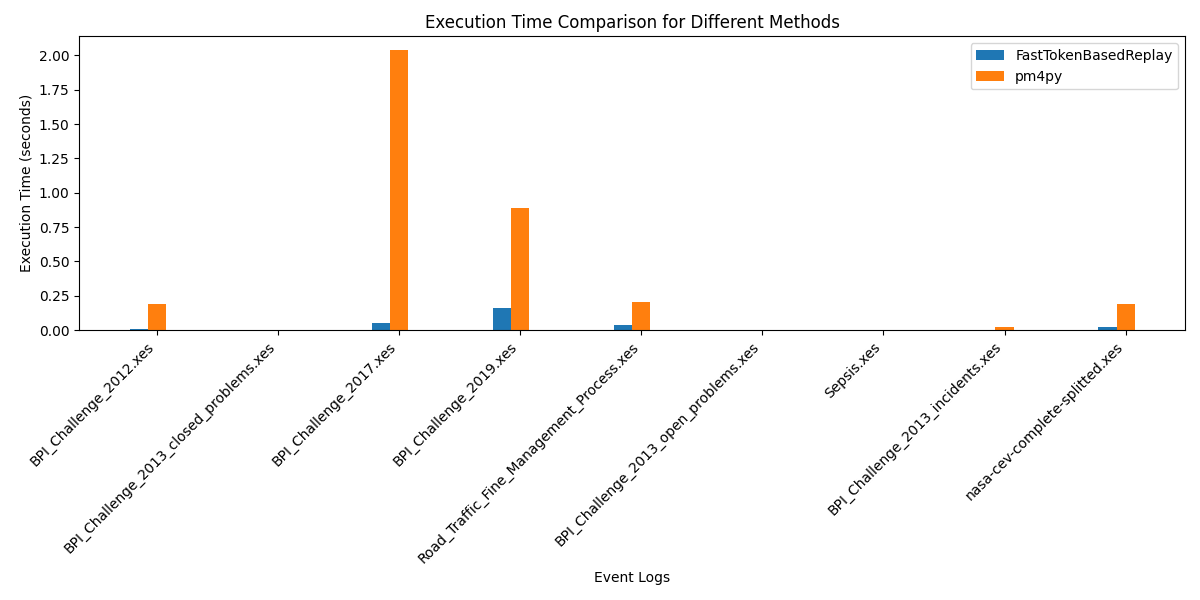 Execution Time Comparison for Different Methods
FastTokenBasedReplay
pm4py
Execution Time (seconds)
2.00
1.75
1.50
1.25
1.00
0.75
0.50
0.25
0.00
BPI_Challenge_2012.xes
BPI_Challenge_2013_closed_problems.xes
BPI_Challenge_2017.xes
BPI_Challenge_2019.xes
Road_Traffic_Fine_Management_Process.xes
BPI_Challenge_2013_open_problems.xes
Sepsis.xes
BPI_Challenge_2013_incidents.xes
nasa-cev-complete-splitted.xes
Event Logs